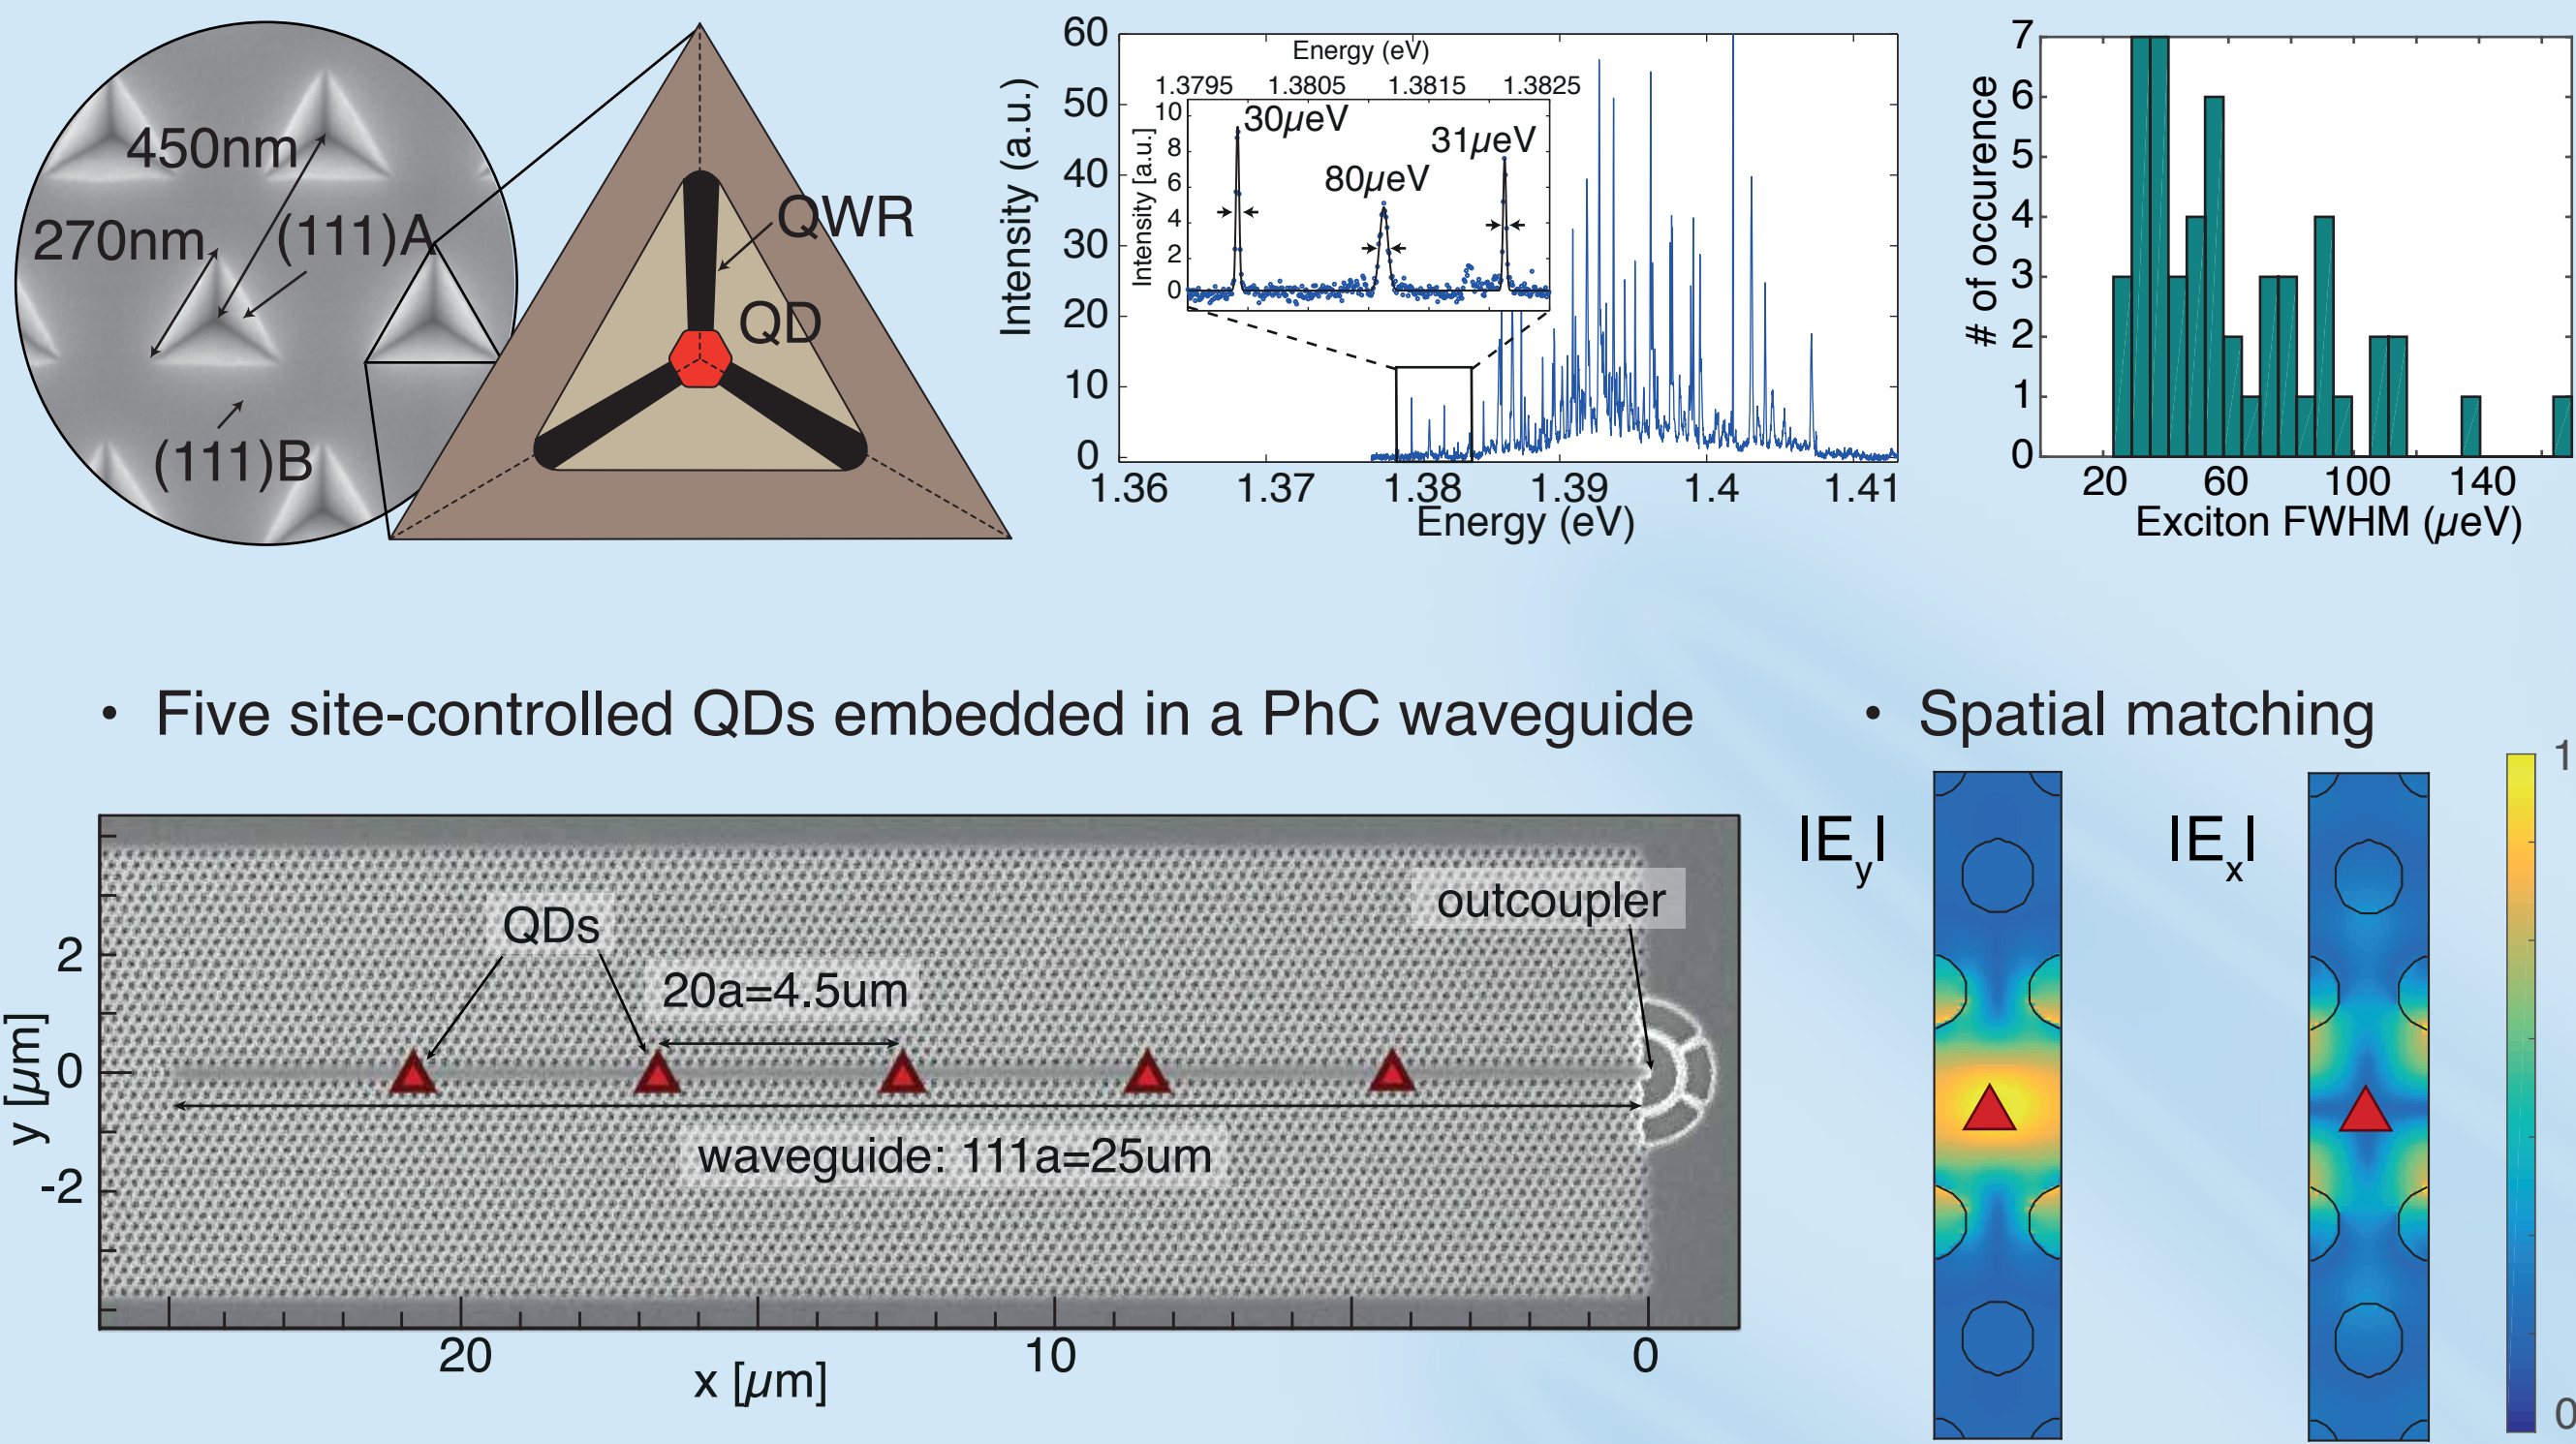 450nm
270nm
(111)A
(111)B
QWR
QD
60
50
40
30
20
10
0
Intensity (a.u.)
1.36 1.37 1.38 1.39 1.4 1.41
Energy (eV)
Energy (eV)
1.3795 1.3805 1.3815 1.3825
10
8
6
4
2
0
Intensity [a.u.]
30µeV
80µeV
31µeV
7
6
5
4
3
2
1
0
# of occurence
20 60 100 140
Exciton FWHM (µeV)
• Five site-controlled QDs embedded in a PhC waveguide
• Spatial matching
QDs
outcoupler
20a=4.5um
waveguide: 111a=25um
2
0
-2
y [µm]
20 10 0
x [µm]
|Ey|
|Ex|
1
0